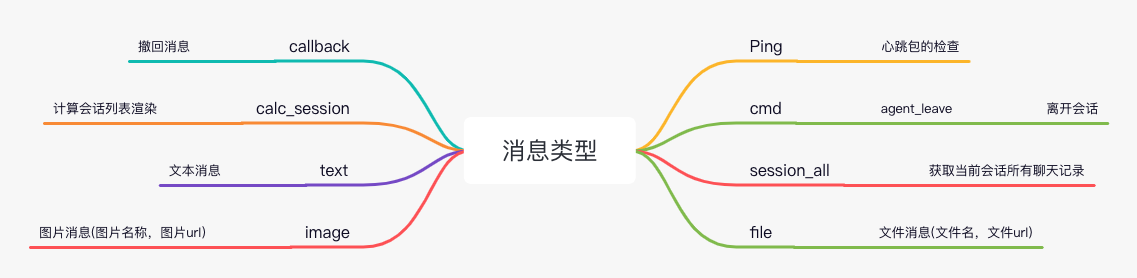 撤回消息 callback
计算会话列表渲染 calc_session
文本消息 text
图片消息(图片名称，图片url) image
消息类型
Ping 心跳包的检查
cmd agent_leave 离开会话
session_all 获取当前会话所有聊天记录
file 文件消息(文件名，文件url)